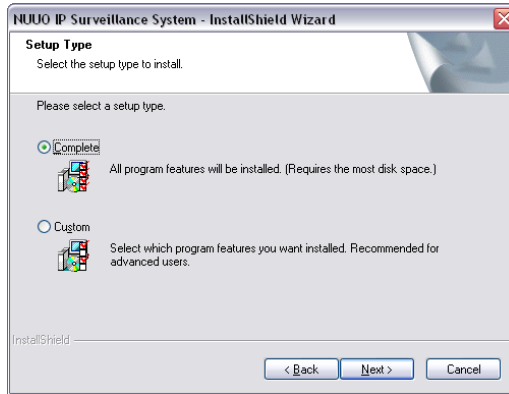 NUUO IP Surveillance System - InstallShield Wizard
Setup Type
Select the setup type to install.
Please select a setup type.
Complete
All program features will be installed. (Requires the most disk space.)
Custom
Select which program features you want installed. Recommended for
advanced users.
InstallShield
< Back
Next >
Cancel